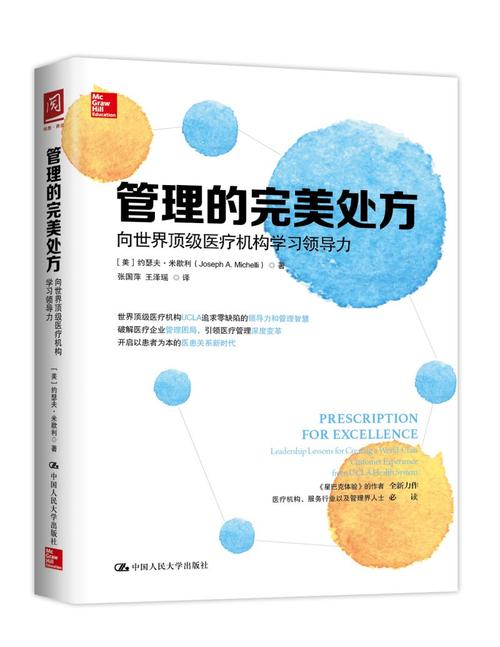 阅
管理的完美处方
向世界顶级医疗机构
学习领导力
[美] 约瑟夫·米歇利 著
中国人民大学出版社
Mc
Graw
Hill
Education
Mc
Graw
Hill
Education
管理的完美处方
向世界顶级医疗机构学习领导力
[美] 约瑟夫·米歇利 (Joseph A. Michelli) 著
张国萍 王泽瑶 译
世界顶级医疗机构UCLA追求零缺陷的领导力和管理智慧
破解医疗企业管理困局、引领医疗管理深度变革
开启以患者为本的医患关系新时代
PRESCRIPTION
FOR EXCELLENCE
Leadership Lessons for Creating a World-Class
Customer Experience
from UCLA Health System
《星巴克体验》的作者 全新力作
医疗机构、服务行业以及管理界人士 必 读
中国人民大学出版社